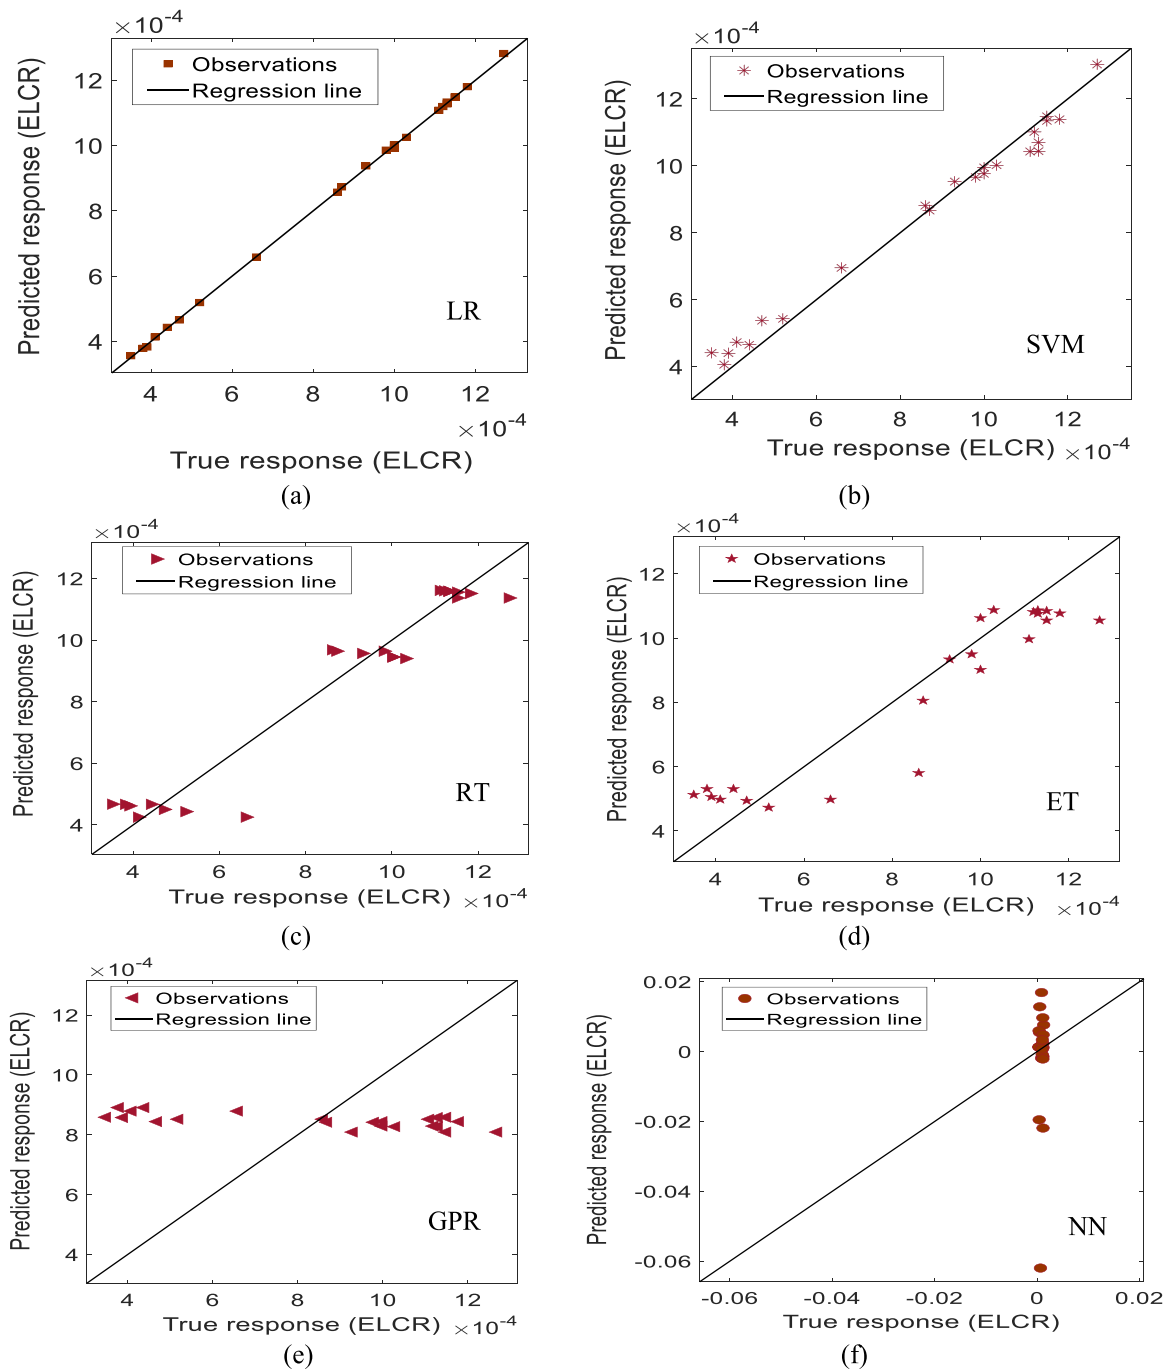 ×10-4
Observations
Regression line
12
10
8
6
4
Predicted response (ELCR)
LR
4
6
8
10
12
×10-4
True response (ELCR)
(a)
×10-4
Observations
Regression line
12
10
8
6
4
Predicted response (ELCR)
SVM
4
6
8
10
12
True response (ELCR) ×10-4
(b)
×10-4
Observations
Regression line
12
10
8
6
4
Predicted response (ELCR)
RT
4
6
8
10
12
True response (ELCR) ×10-4
(c)
×10-4
Observations
Regression line
12
10
8
6
4
Predicted response (ELCR)
ET
4
6
8
10
12
True response (ELCR) ×10-4
(d)
×10-4
Observations
Regression line
12
10
8
6
4
Predicted response (ELCR)
GPR
4
6
8
10
12
True response (ELCR) ×10-4
(e)
Observations
Regression line
0.02
0
-0.02
-0.04
-0.06
Predicted response (ELCR)
NN
-0.06
-0.04
-0.02
0
0.02
True response (ELCR)
(f)